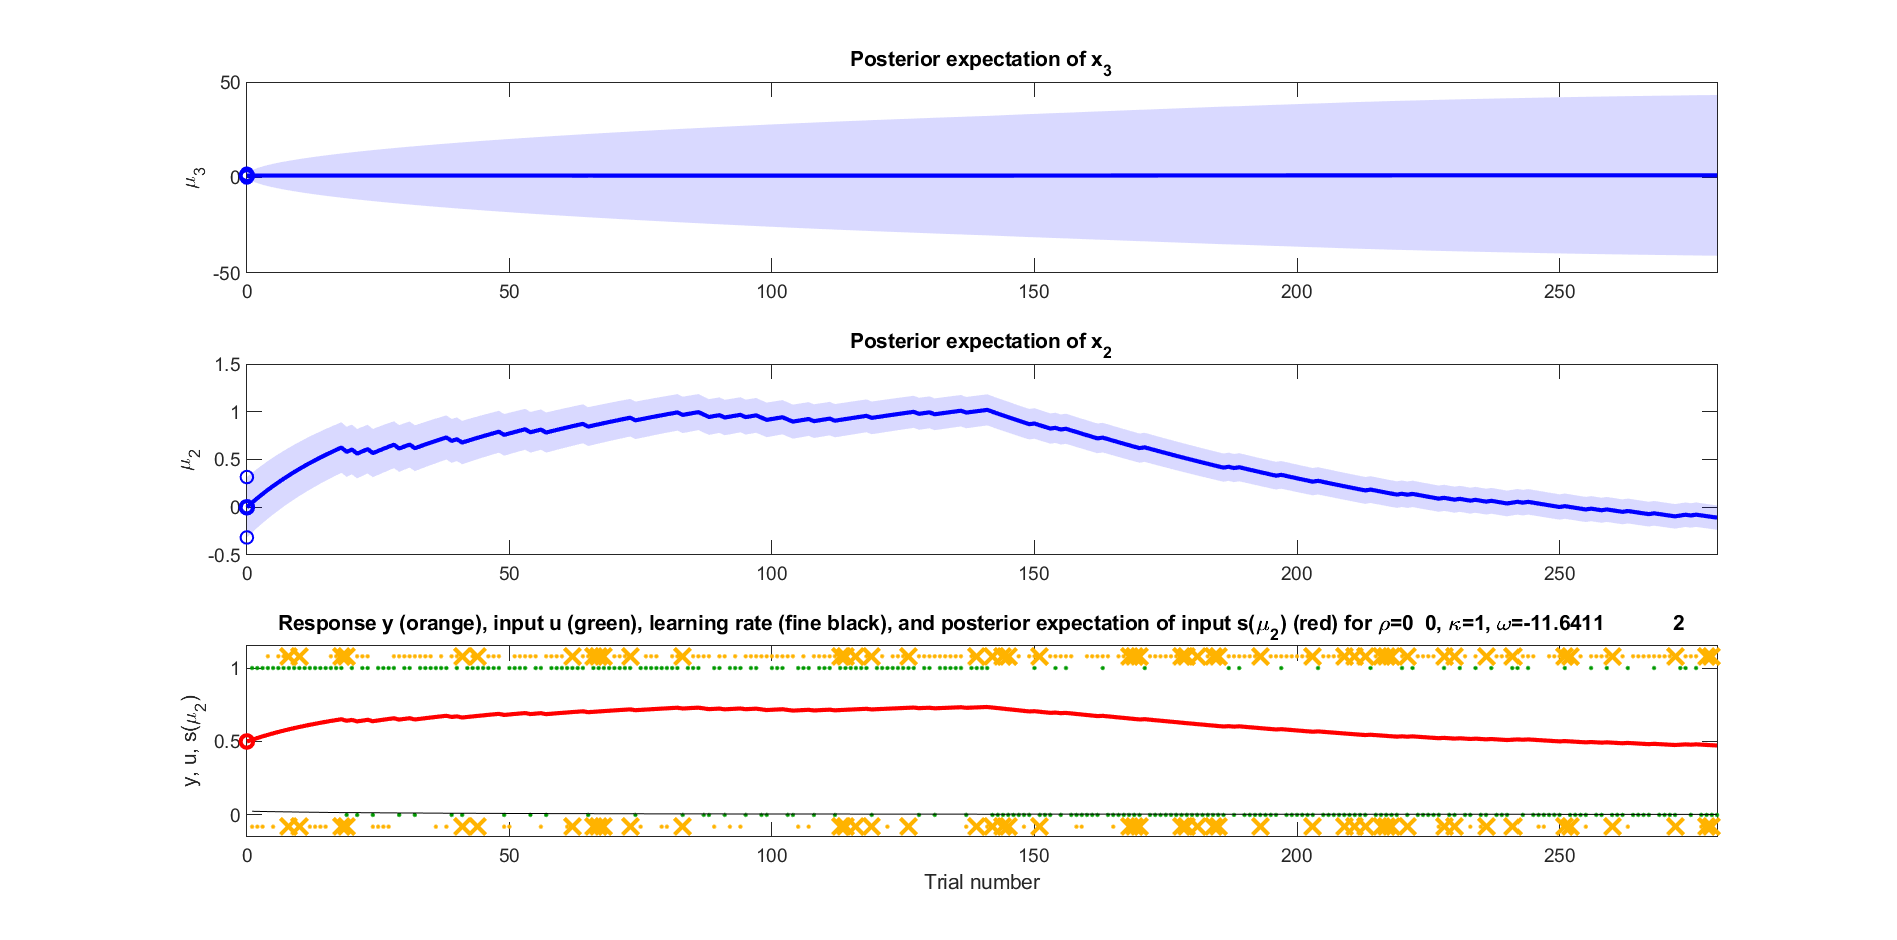 Posterior expectation of x3
50
0
-50
μ3
0 50 100 150 200 250
Posterior expectation of x2
1.5
1
0.5
0
-0.5
μ2
0 50 100 150 200 250
Response y (orange), input u (green), learning rate (fine black), and posterior expectation of input s(μ2) (red) for ρ=0 0, κ=1, ω=-11.6411 2
1
0.5
0
y, u, s(μ2)
0 50 100 150 200 250
Trial number